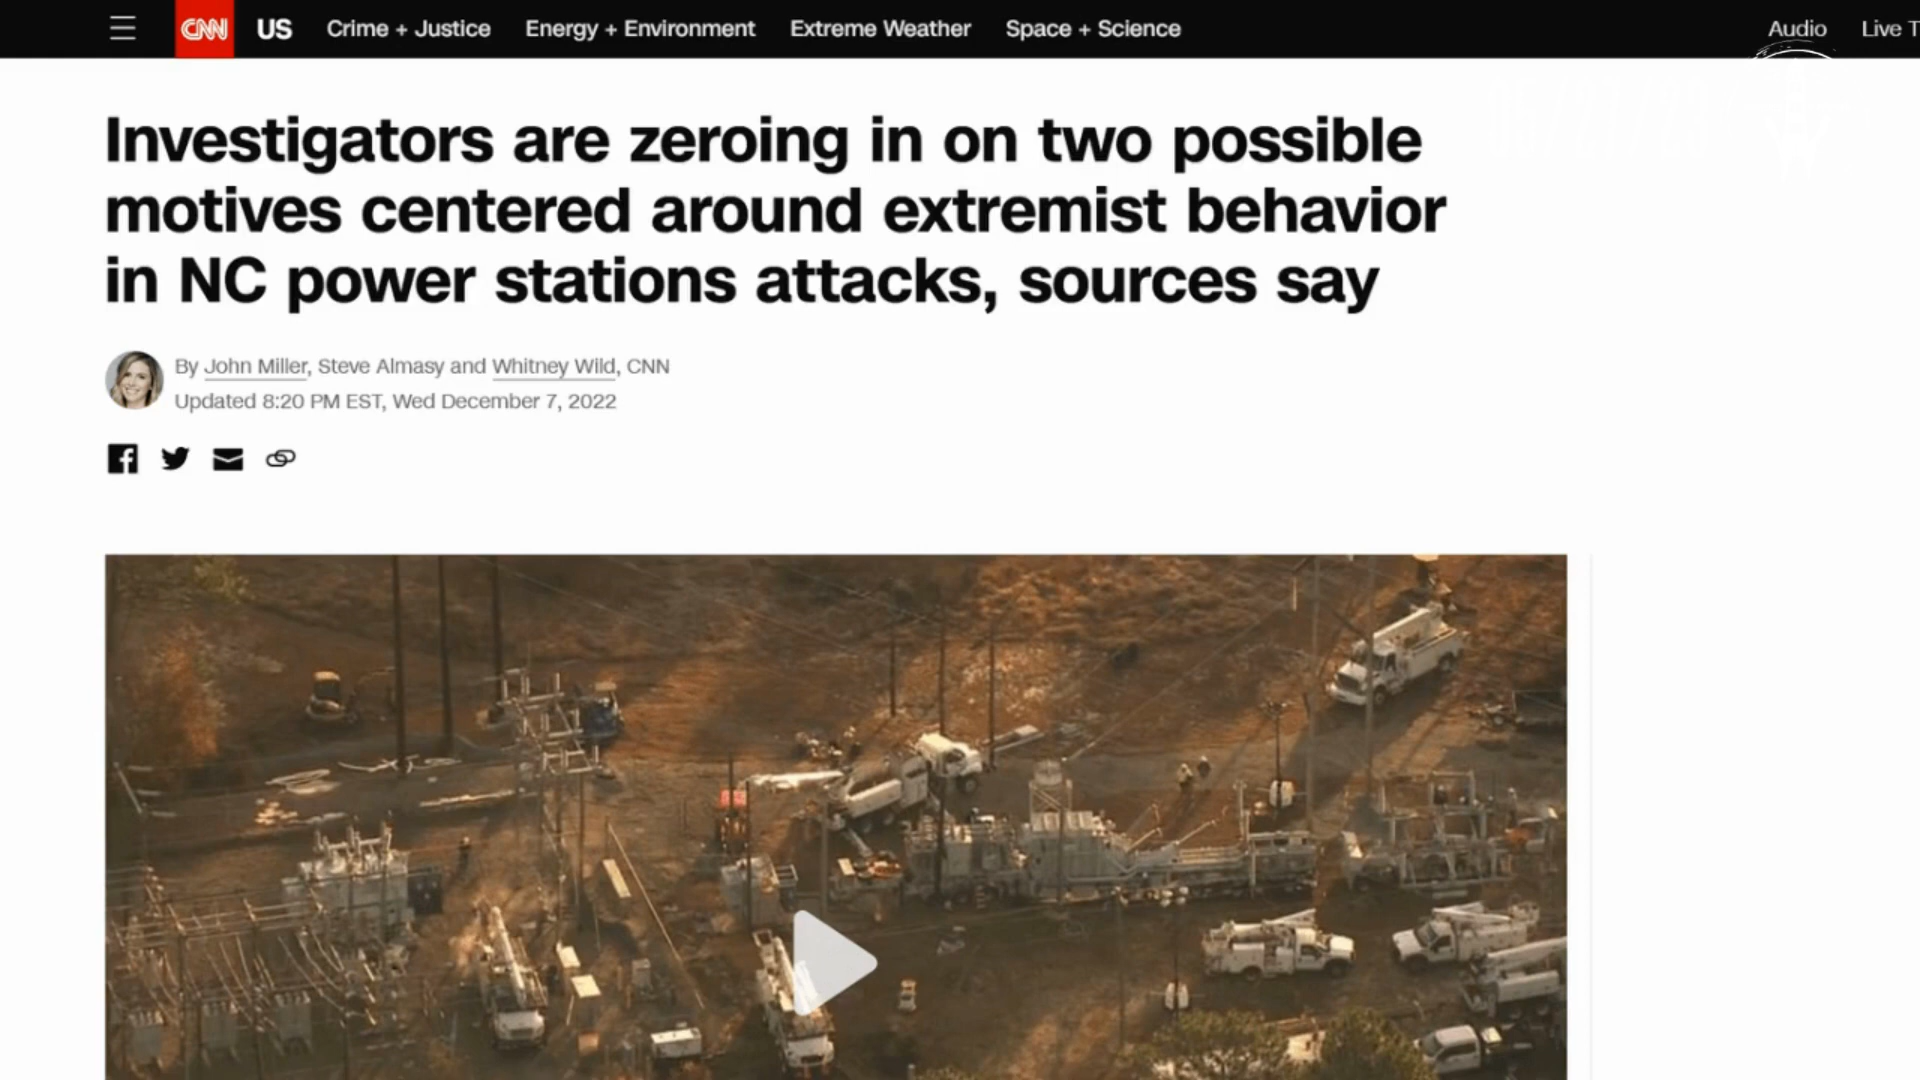 CNN US Crime + Justice Energy + Environment Extreme Weather Space + Science Audio Live T
Investigators are zeroing in on two possible
motives centered around extremist behavior
in NC power stations attacks, sources say
By John Miller, Steve Almasy and Whitney Wild, CNN
Updated 8:20 PM EST, Wed December 7, 2022